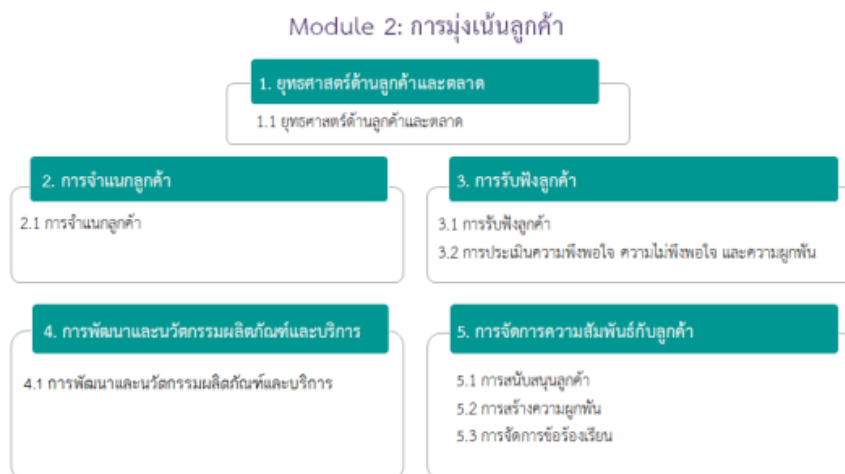 Module 2: การมุ่งเน้นลูกค้า
1. ยุทธศาสตร์ด้านลูกค้าและตลาด
1.1 ยุทธศาสตร์ด้านลูกค้าและตลาด
2. การจำแนกลูกค้า
2.1 การจำแนกลูกค้า
3. การรับฟังลูกค้า
3.1 การรับฟังลูกค้า
3.2 การประเมินความพึงพอใจ ความไม่พึงพอใจ และความผูกพัน
4. การพัฒนาและนวัตกรรมผลิตภัณฑ์และบริการ
4.1 การพัฒนาและนวัตกรรมผลิตภัณฑ์และบริการ
5. การจัดการความสัมพันธ์กับลูกค้า
5.1 การสนับสนุนลูกค้า
5.2 การสร้างความผูกพัน
5.3 การจัดการข้อร้องเรียน